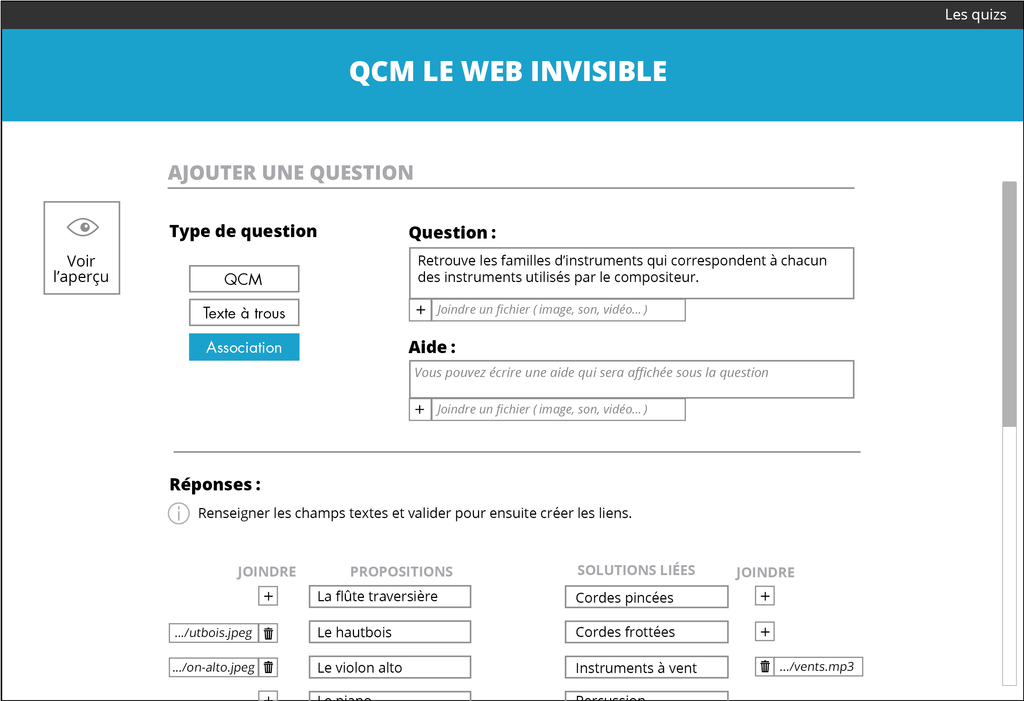 Les quizs
QCM LE WEB INVISIBLE
AJOUTER UNE QUESTION
Voir
l'aperçu
Type de question
QCM
Texte à trous
Association
Question :
Retrouve les familles d'instruments qui correspondent à chacun
des instruments utilisés par le compositeur.
+ Joindre un fichier ( image, son, vidéo... )
Aide :
Vous pouvez écrire une aide qui sera affichée sous la question
+ Joindre un fichier ( image, son, vidéo... )
Réponses :
Renseigner les champs textes et valider pour ensuite créer les liens.
JOINDRE PROPOSITIONS SOLUTIONS LIÉES JOINDRE
+ La flûte traversière Cordes pincées +
.../utbois.jpeg Le hautbois Cordes frottées +
.../on-alto.jpeg Le violon alto Instruments à vent .../vents.mp3
+ Le piano Percussion